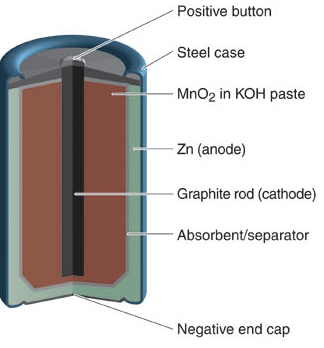 Positive button
Steel case
MnO2 in KOH paste
Zn (anode)
Graphite rod (cathode)
Absorbent/separator
Negative end cap